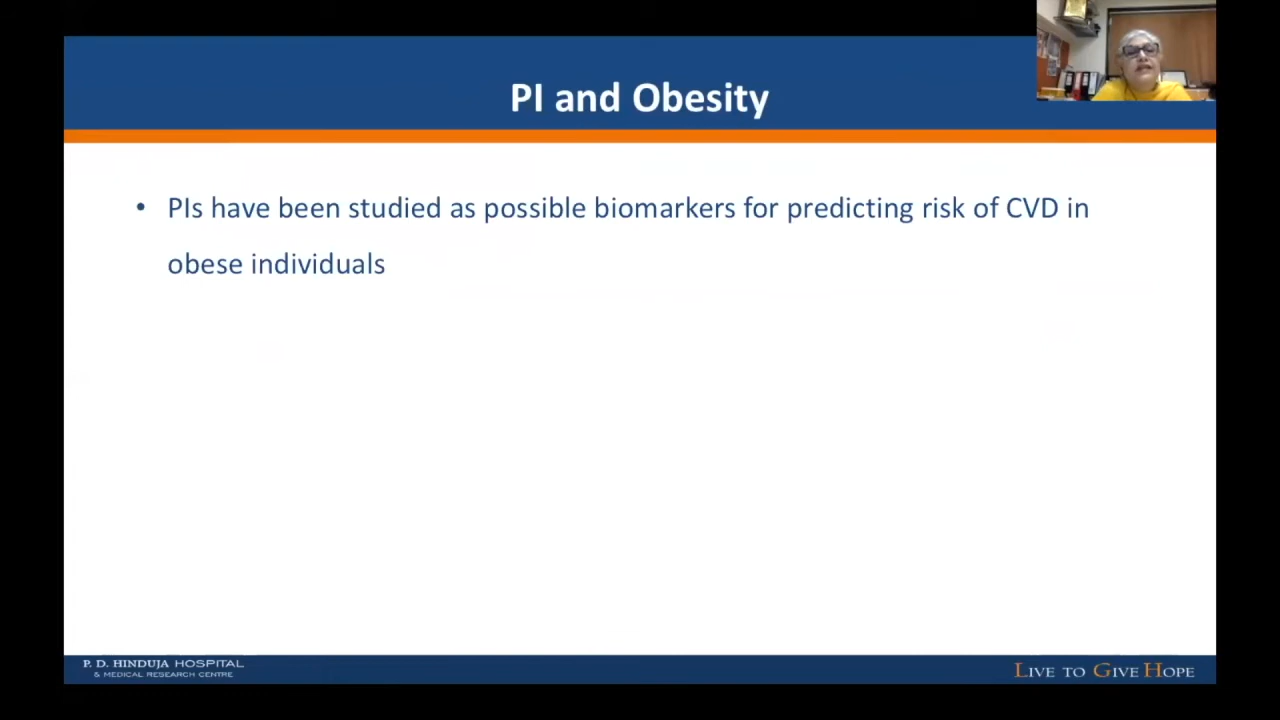 PI and Obesity
• PIs have been studied as possible biomarkers for predicting risk of CVD in
obese individuals
P. D. HINDUJA HOSPITAL
& MEDICAL RESEARCH CENTRE
LIVE TO GIVE HOPE